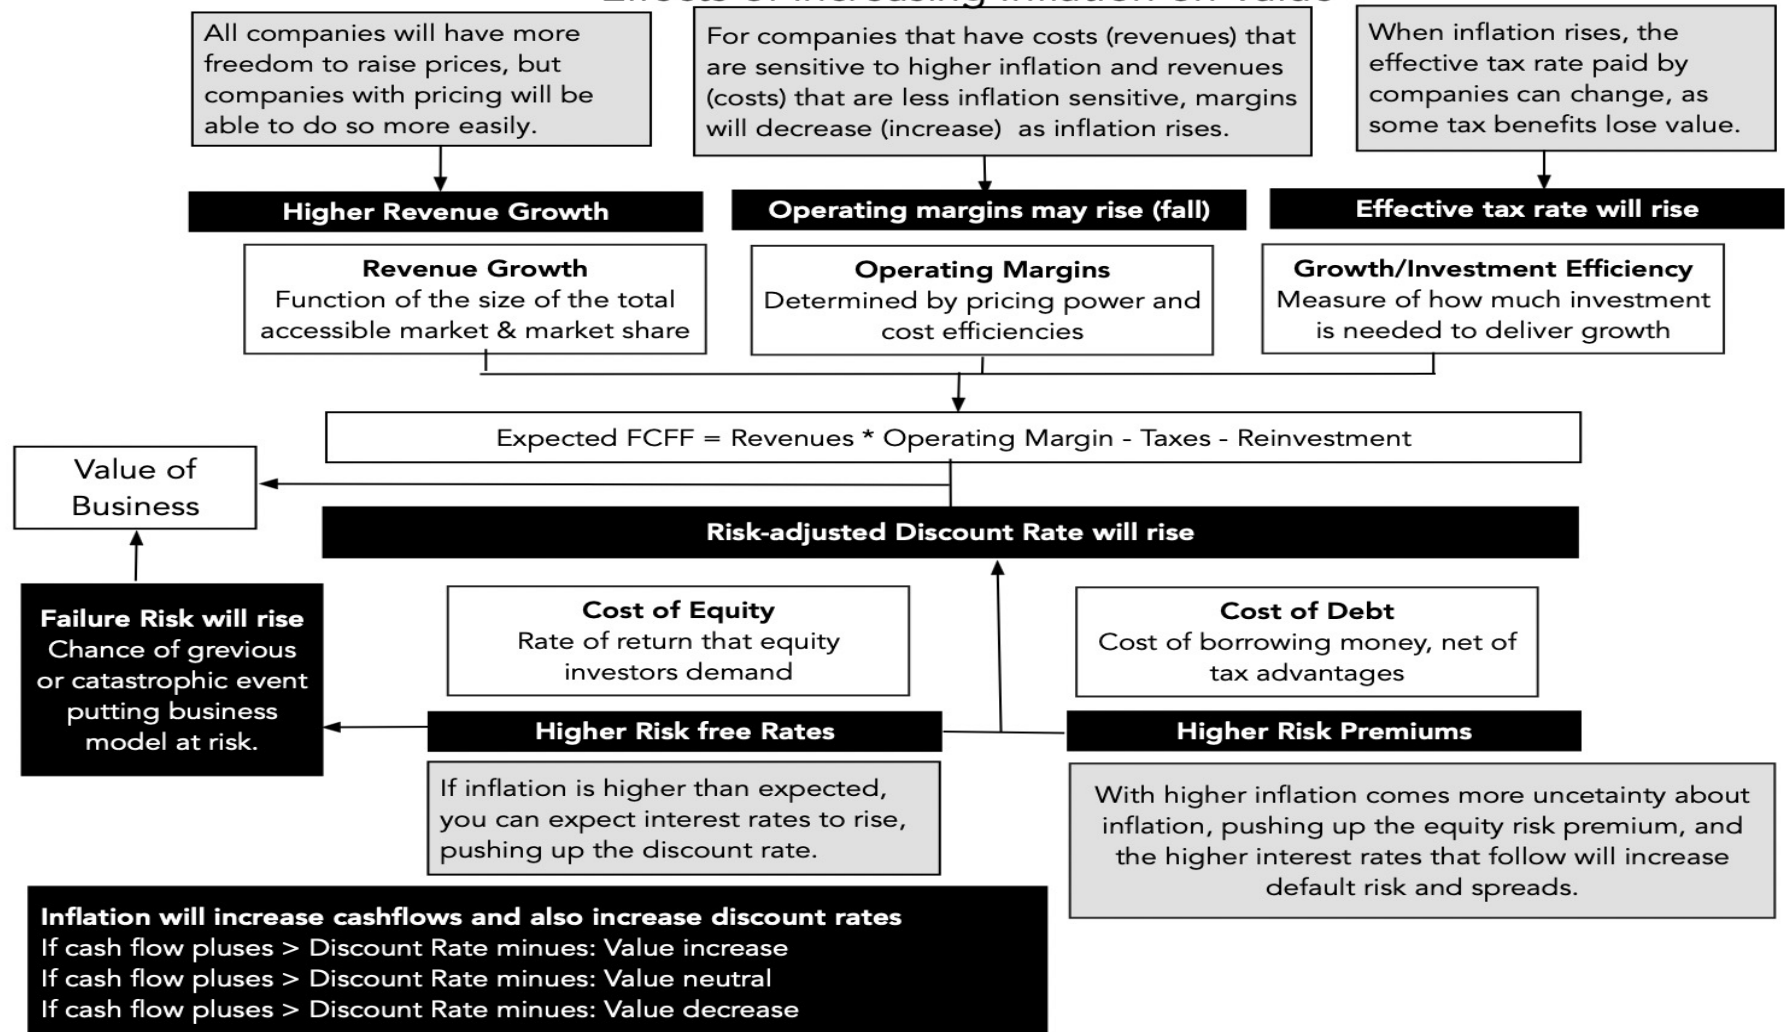 Effects of Increasing Inflation on Value
All companies will have more
freedom to raise prices, but
companies with pricing will be
able to do so more easily.
For companies that have costs (revenues) that
are sensitive to higher inflation and revenues
(costs) that are less inflation sensitive, margins
will decrease (increase) as inflation rises.
When inflation rises, the
effective tax rate paid by
companies can change, as
some tax benefits lose value.
Higher Revenue Growth
Operating margins may rise (fall)
Effective tax rate will rise
Revenue Growth
Function of the size of the total
accessible market & market share
Operating Margins
Determined by pricing power and
cost efficiencies
Growth/Investment Efficiency
Measure of how much investment
is needed to deliver growth
Expected FCFF = Revenues * Operating Margin - Taxes - Reinvestment
Value of
Business
Risk-adjusted Discount Rate will rise
Failure Risk will rise
Chance of grevious
or catastrophic event
putting business
model at risk.
Cost of Equity
Rate of return that equity
investors demand
Cost of Debt
Cost of borrowing money, net of
tax advantages
Higher Risk free Rates
Higher Risk Premiums
If inflation is higher than expected,
you can expect interest rates to rise,
pushing up the discount rate.
With higher inflation comes more uncetainty about
inflation, pushing up the equity risk premium, and
the higher interest rates that follow will increase
default risk and spreads.
Inflation will increase cashflows and also increase discount rates
If cash flow pluses > Discount Rate minues: Value increase
If cash flow pluses > Discount Rate minues: Value neutral
If cash flow pluses > Discount Rate minues: Value decrease